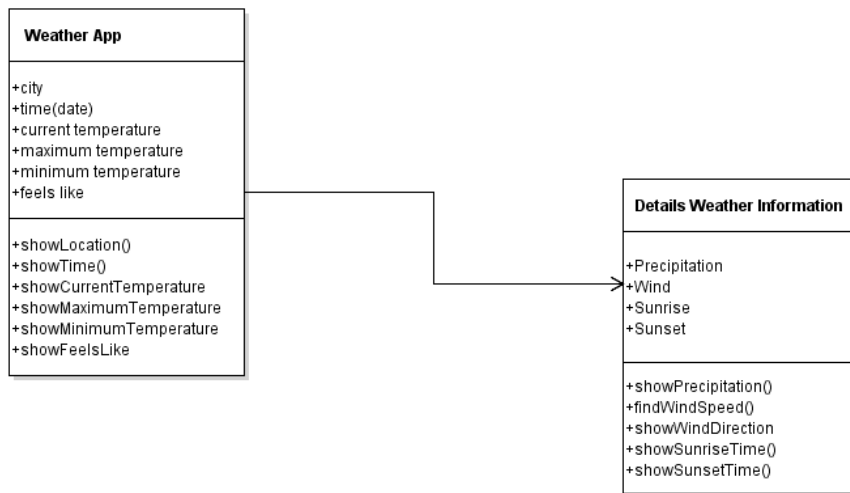 Weather App
+city
+time(date)
+current temperature
+maximum temperature
+minimum temperature
+feels like
+showLocation()
+showTime()
+showCurrentTemperature
+showMaximumTemperature
+showMinimumTemperature
+showFeelsLike
Details Weather Information
+Precipitation
+Wind
+Sunrise
+Sunset
+showPrecipitation()
+findWindSpeed()
+showWindDirection
+showSunriseTime()
+showSunsetTime()